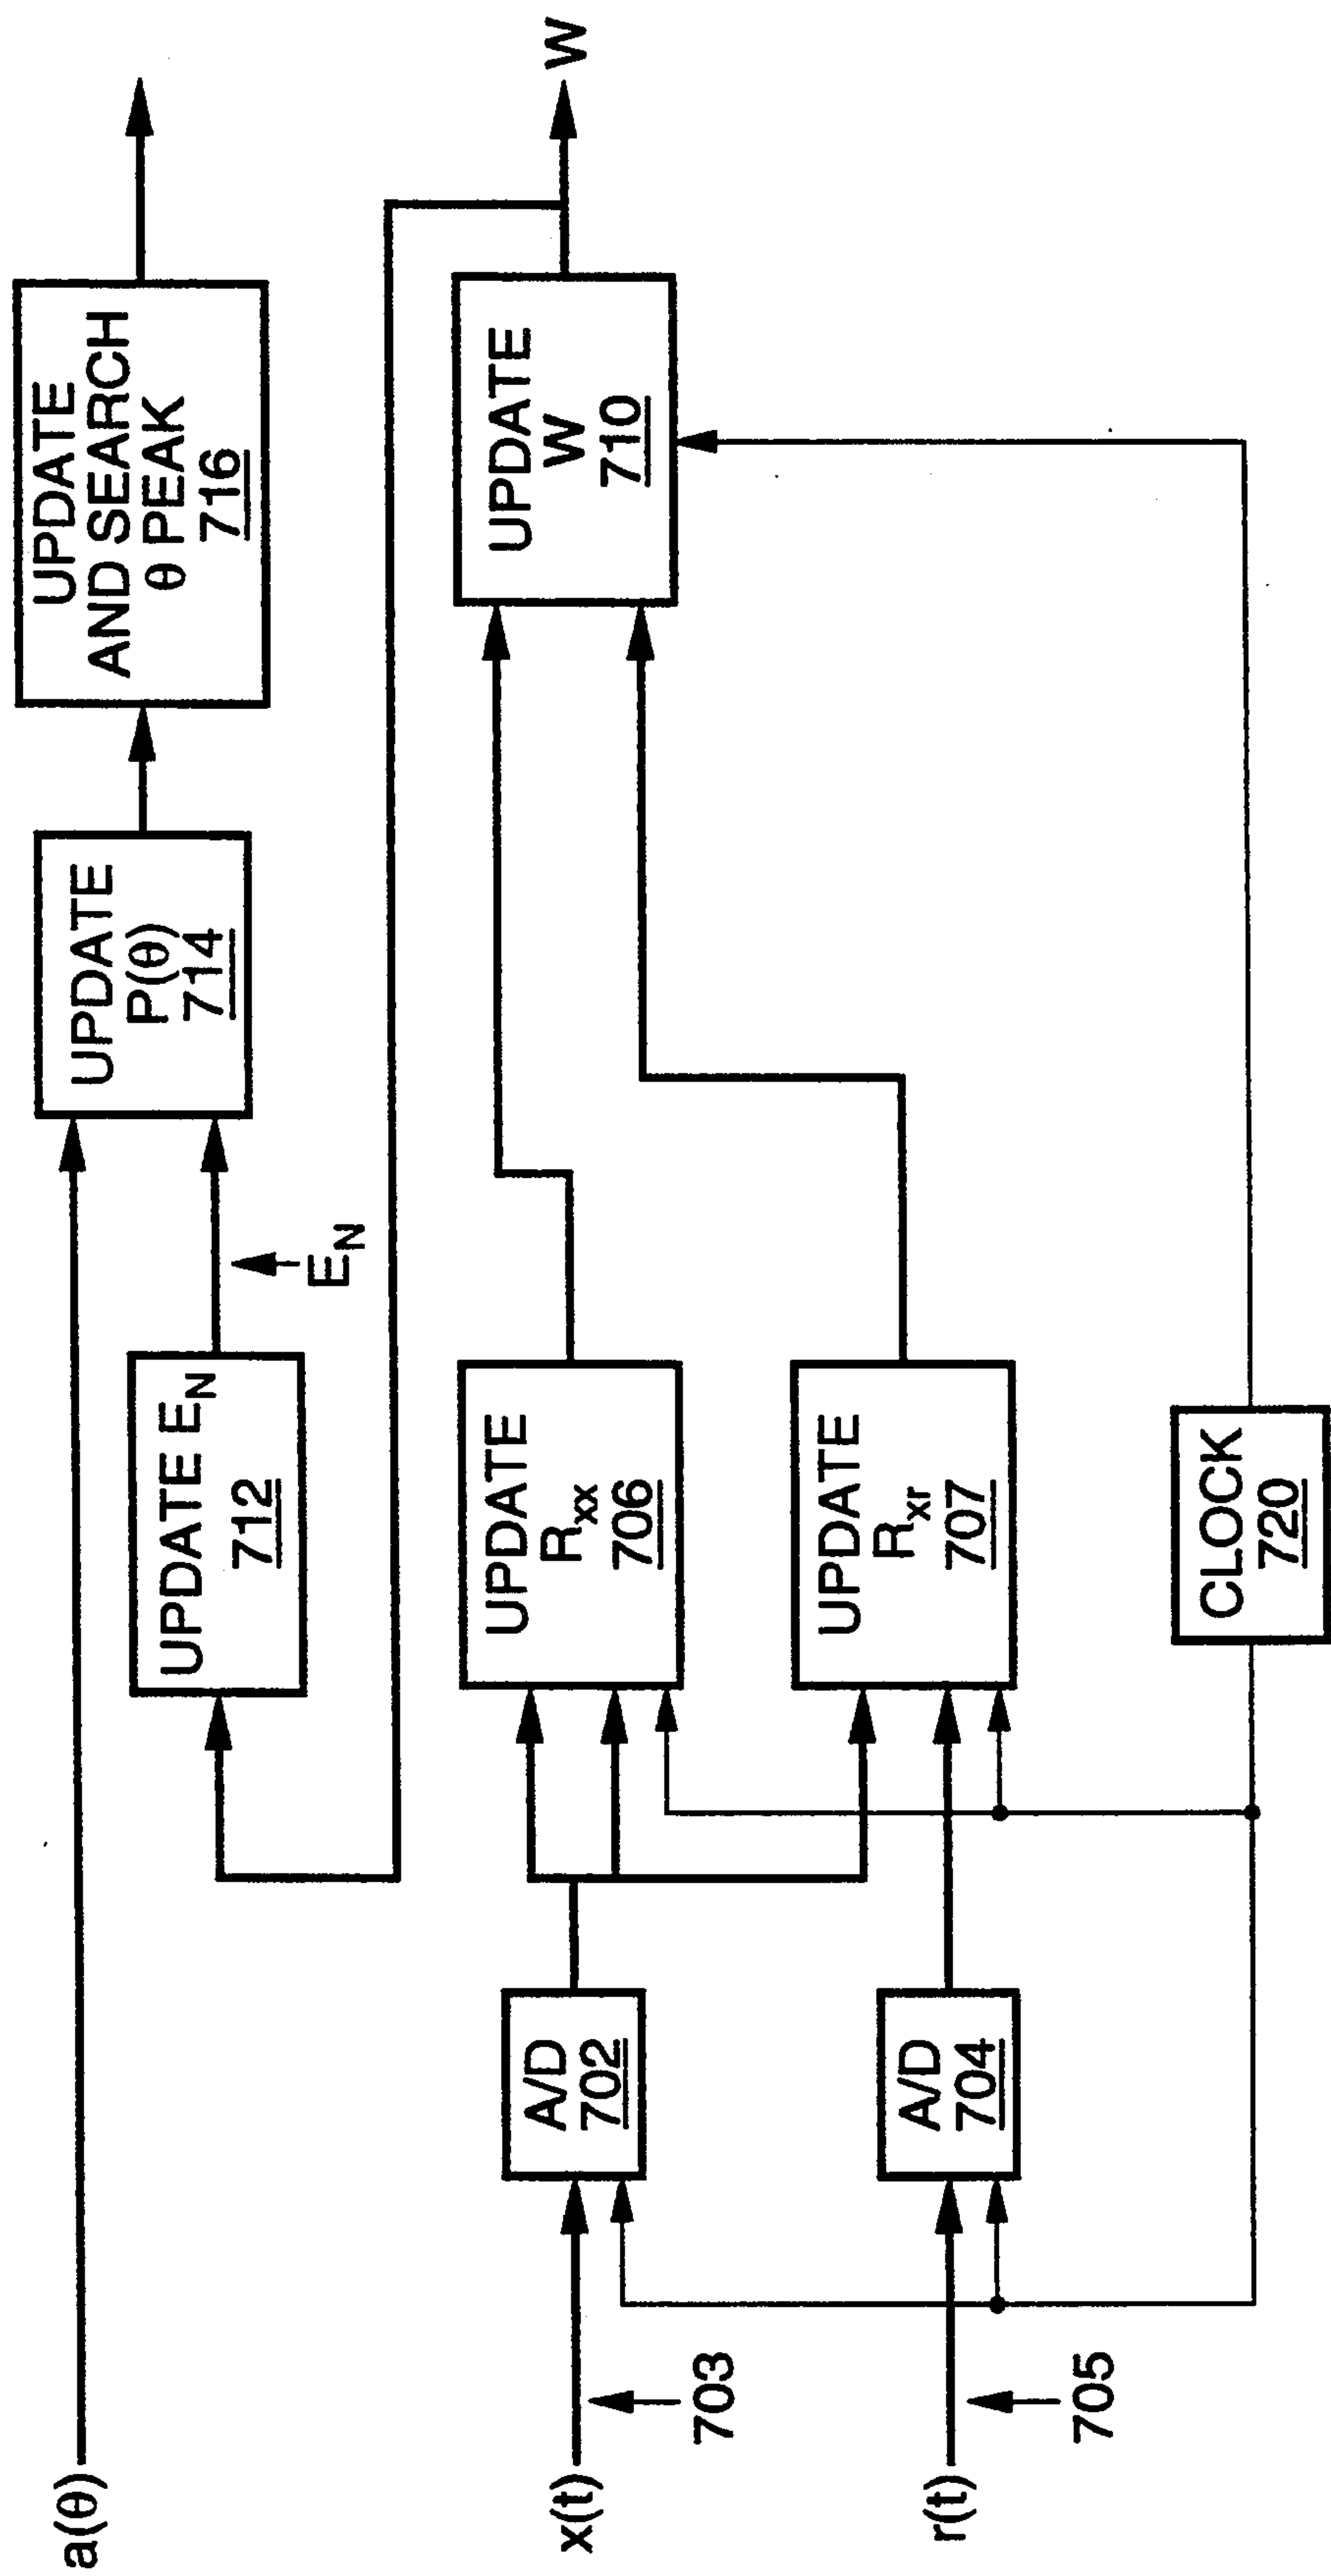 a(θ)
UPDATE E_N
712
E_N
UPDATE
P(θ)
714
UPDATE
AND SEARCH
θ PEAK
716
x(t)
703
A/D
702
UPDATE
R_xx
706
UPDATE
W
710
W
r(t)
705
A/D
704
UPDATE
R_xr
707
CLOCK
720